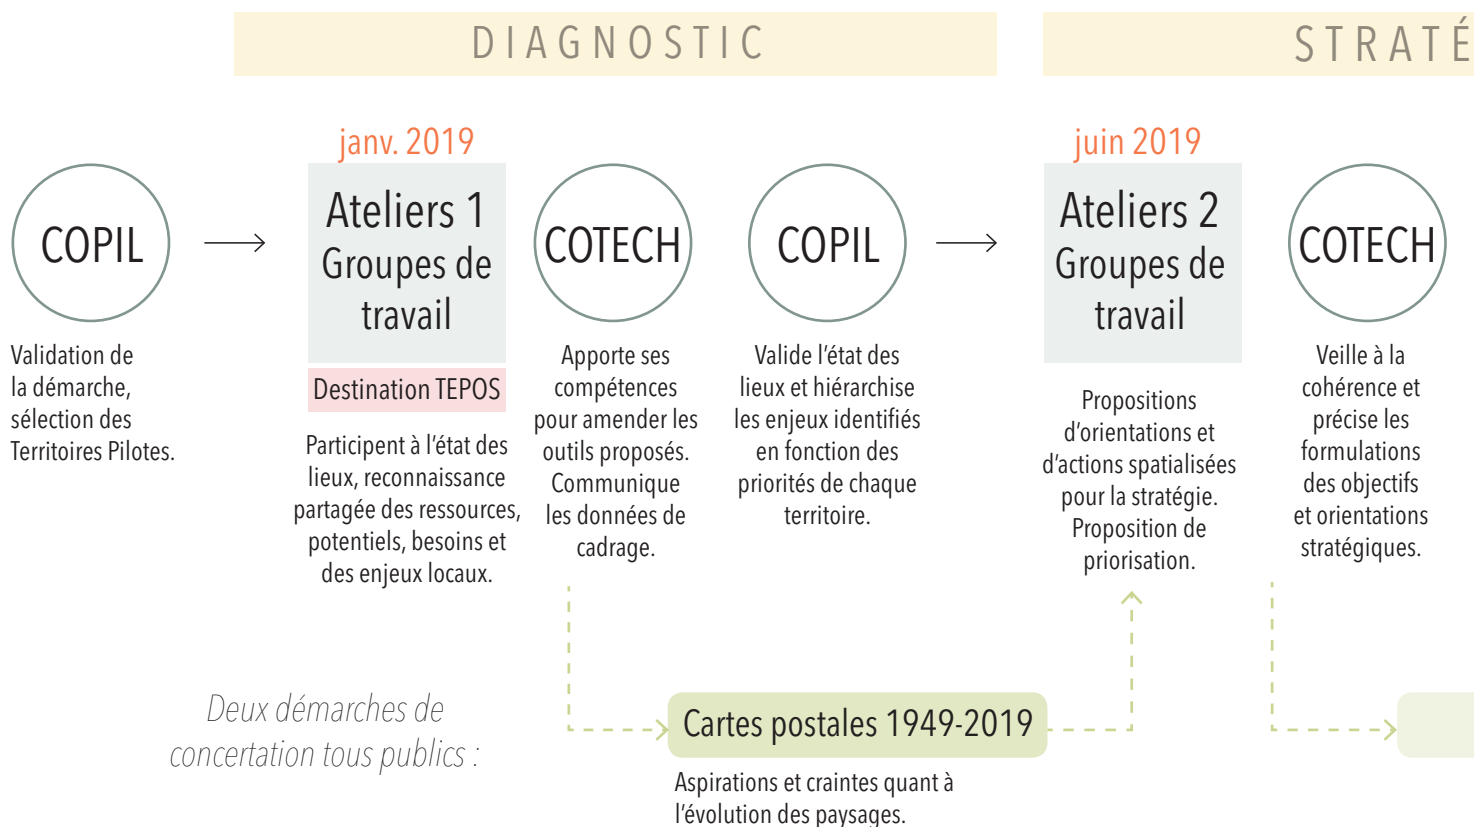 DIAGNOSTIC
STRATÉ
COPIL
Validation de
la démarche,
sélection des
Territoires Pilotes.
janv. 2019
Ateliers 1
Groupes de
travail
Destination TEPOS
Participent à l'état des
lieux, reconnaissance
partagée des ressources,
potentiels, besoins et
des enjeux locaux.
COTECH
Apporte ses
compétences
pour amender les
outils proposés.
Communique
les données de
cadrage.
COPIL
Valide l'état des
lieux et hiérarchise
les enjeux identifiés
en fonction des
priorités de chaque
territoire.
juin 2019
Ateliers 2
Groupes de
travail
Propositions
d'orientations et
d'actions spatialisées
pour la stratégie.
Proposition de
priorisation.
COTECH
Veille à la
cohérence et
précise les
formulations
des objectifs
et orientations
stratégiques.
Deux démarches de
concertation tous publics :
Cartes postales 1949-2019
Aspirations et craintes quant à
l'évolution des paysages.